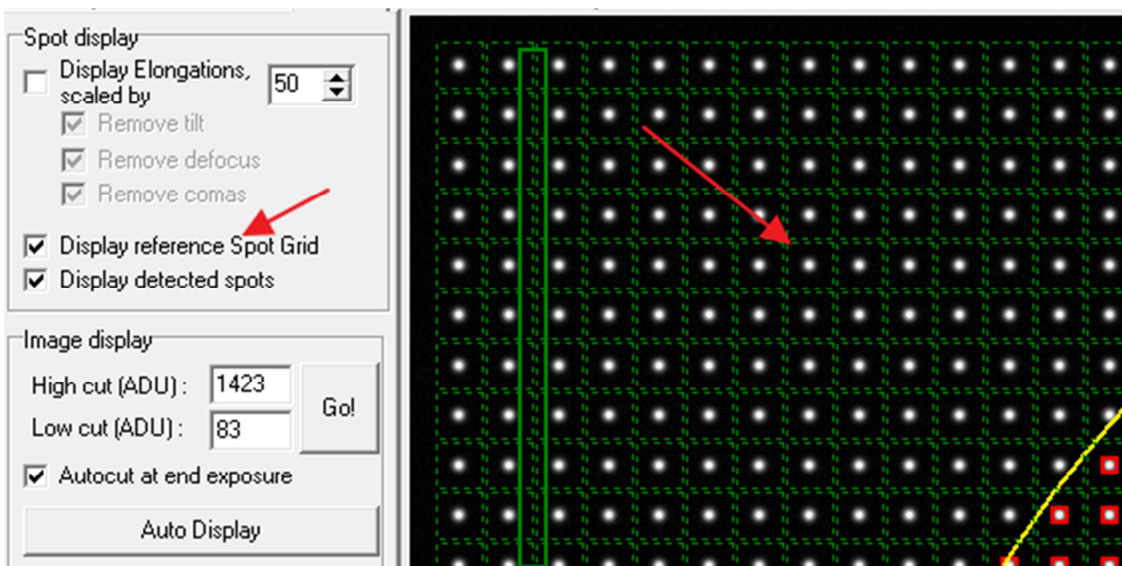 Spot display
Display Elongations,
scaled by
50
Remove tilt
Remove defocus
Remove comas
Display reference Spot Grid
Display detected spots
Image display
High cut (ADU) :
1423
Go!
Low cut (ADU) :
83
Autocut at end exposure
Auto Display